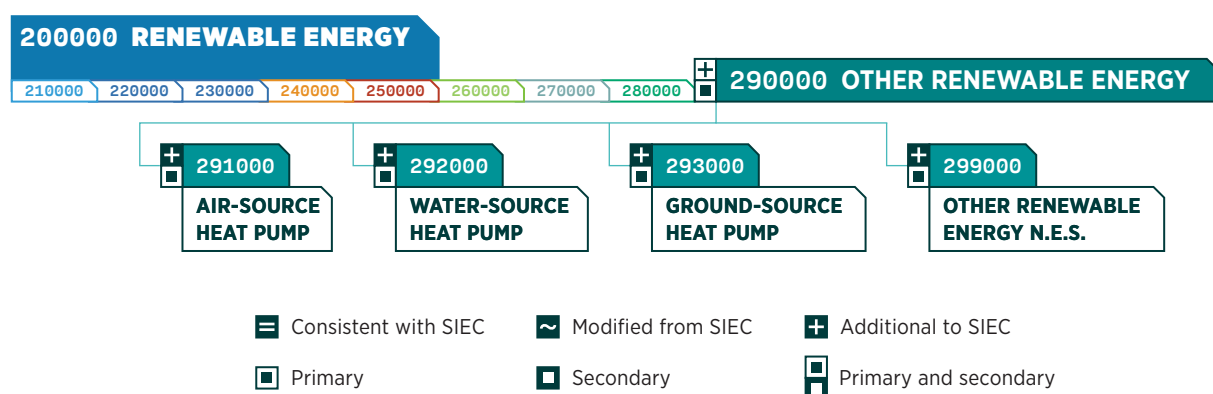 200000 RENEWABLE ENERGY
210000 220000 230000 240000 250000 260000 270000 280000
290000 OTHER RENEWABLE ENERGY
291000
AIR-SOURCE
HEAT PUMP
292000
WATER-SOURCE
HEAT PUMP
293000
GROUND-SOURCE
HEAT PUMP
299000
OTHER RENEWABLE
ENERGY N.E.S.
Consistent with SIEC
Modified from SIEC
Additional to SIEC
Primary
Secondary
Primary and secondary